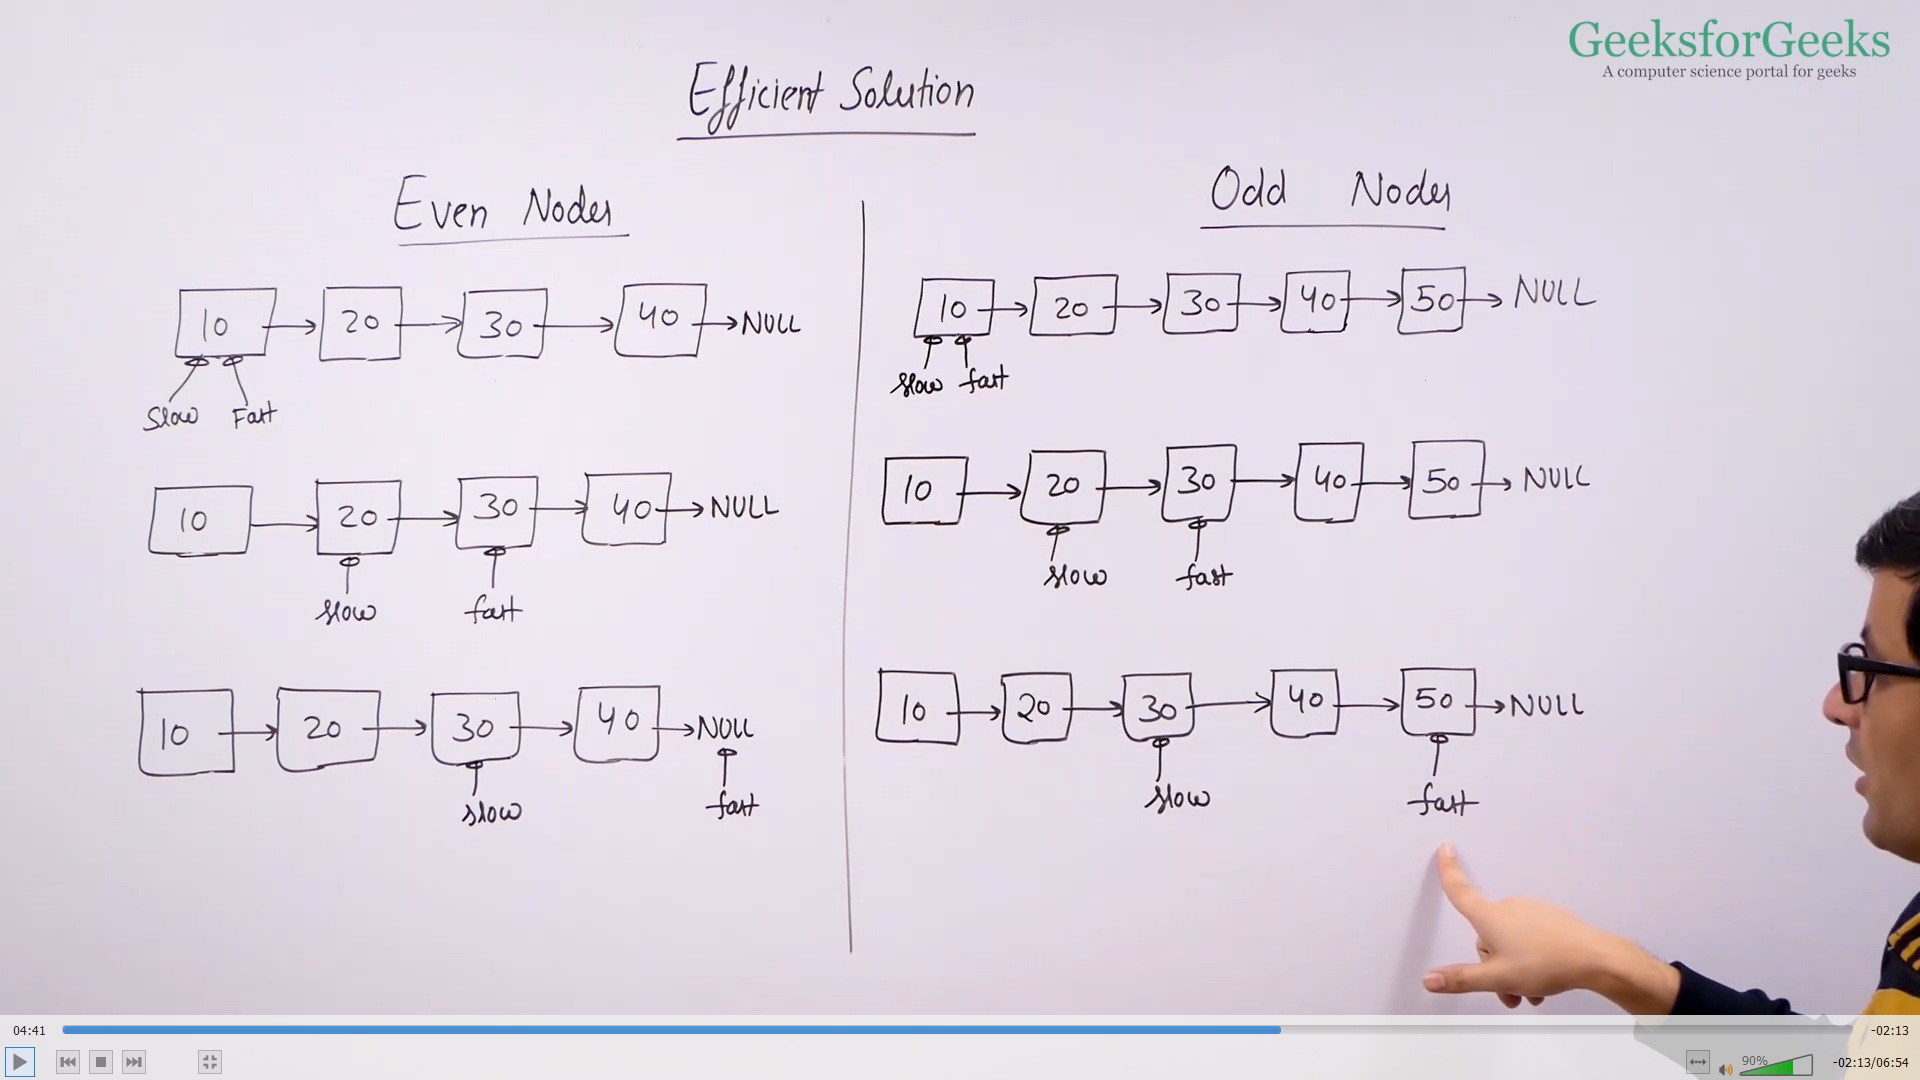 GeeksforGeeks
A computer science portal for geeks
Efficient Solution
Even Nodes
10 20 30 40 NULL
Slow Fast
10 20 30 40 NULL
slow fast
10 20 30 40 NULL
slow fast
Odd Nodes
10 20 30 40 50 NULL
slow fast
10 20 30 40 50 NULL
slow fast
10 20 30 40 50 NULL
slow fast
04:41 -02:13
90% -02:13/06:54